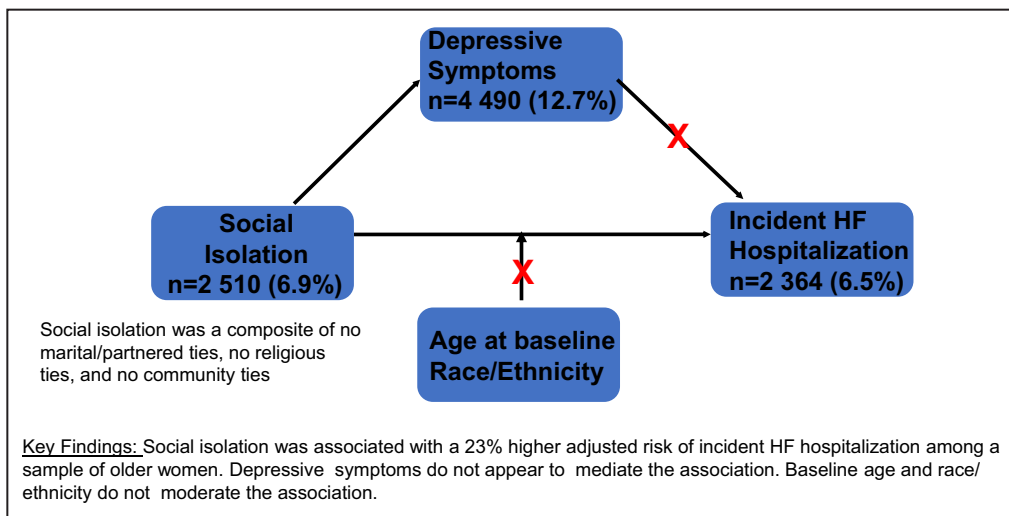 Depressive
Symptoms
n=4 490 (12.7%)
X
Social
Isolation
n=2 510 (6.9%)
Incident HF
Hospitalization
n=2 364 (6.5%)
X
Social isolation was a composite of no
marital/partnered ties, no religious
ties, and no community ties
Age at baseline
Race/Ethnicity
Key Findings: Social isolation was associated with a 23% higher adjusted risk of incident HF hospitalization among a
sample of older women. Depressive symptoms do not appear to mediate the association. Baseline age and race/
ethnicity do not moderate the association.